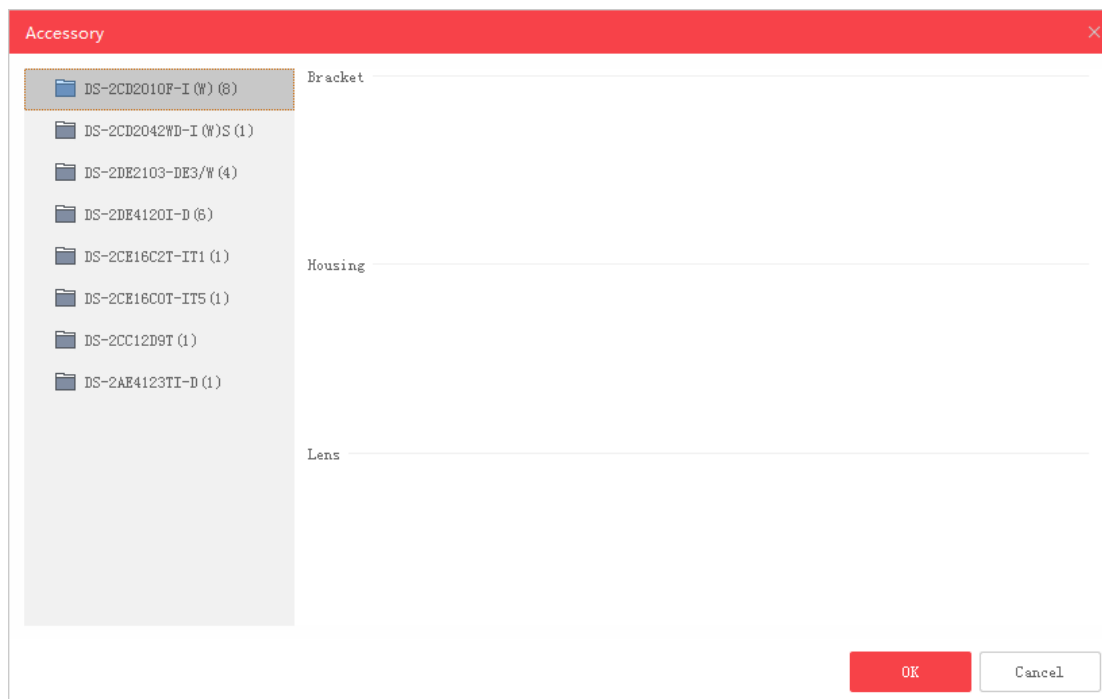 Accessory
DS-2CD2010F-I(W)(8)
DS-2CD2042WD-I(W)S(1)
DS-2DE2103-DE3/W(4)
DS-2DE4120I-D(6)
DS-2CE16C2T-IT1(1)
DS-2CE16C0T-IT5(1)
DS-2CC12D9T(1)
DS-2AE4123TI-D(1)
Bracket
Housing
Lens
OK
Cancel